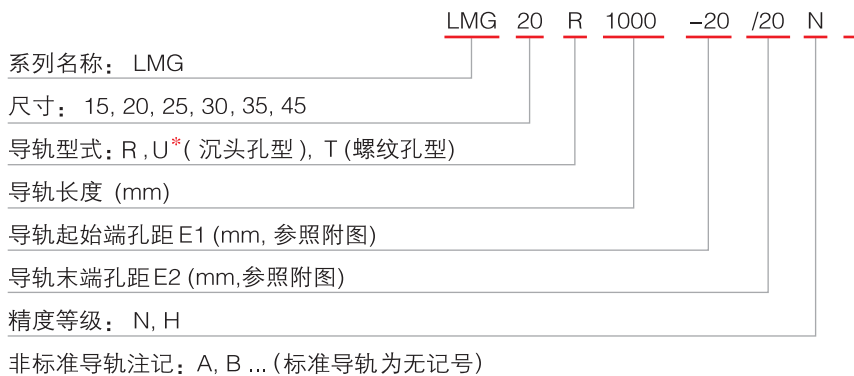 LMG 20 R 1000 –20 /20 N
系列名称： LMG
尺寸： 15, 20, 25, 30, 35, 45
导轨型式：R ,U*( 沉头孔型 ), T (螺纹孔型)
导轨长度 (mm)
导轨起始端孔距 E1 (mm, 参照附图)
导轨末端孔距E2 (mm,参照附图)
精度等级： N, H
非标准导轨注记：A, B ... (标准导轨为无记号)